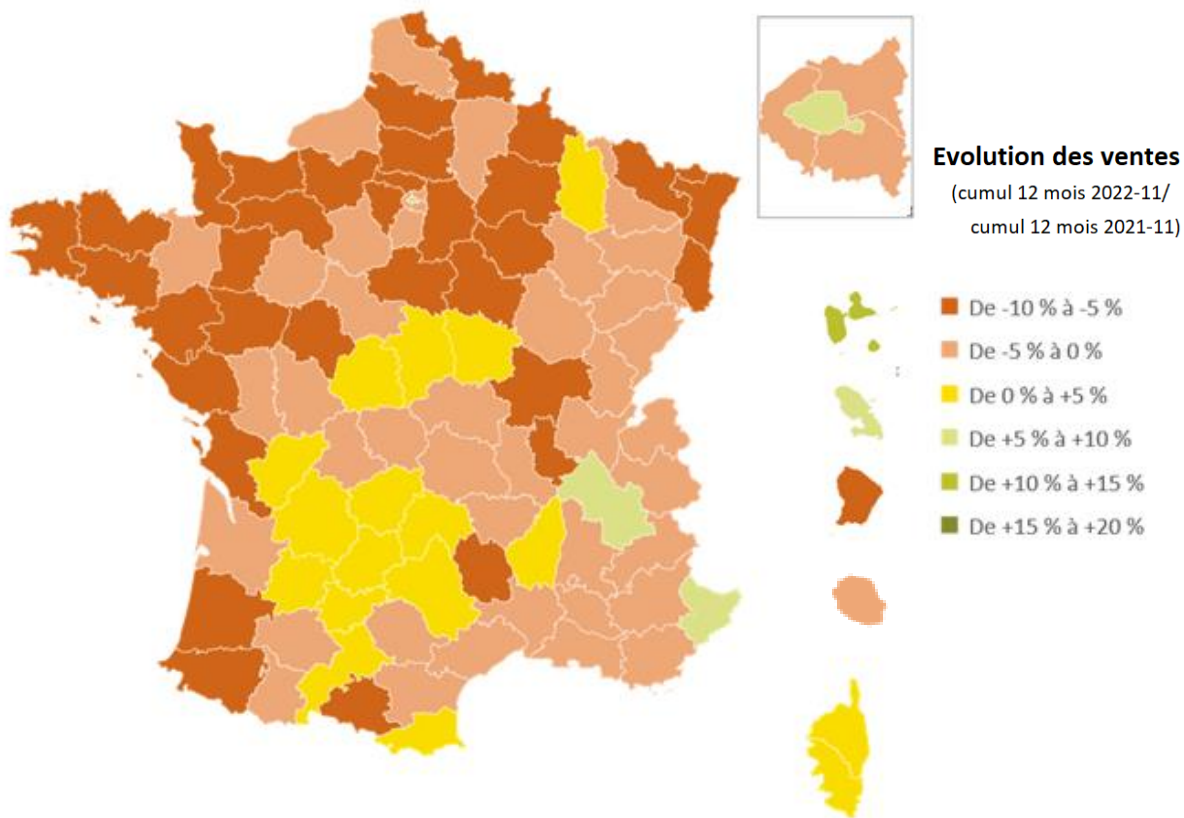 Evolution des ventes
(cumul 12 mois 2022-11/
cumul 12 mois 2021-11)
De -10 % à -5 %
De -5 % à 0 %
De 0 % à +5 %
De +5 % à +10 %
De +10 % à +15 %
De +15 % à +20 %